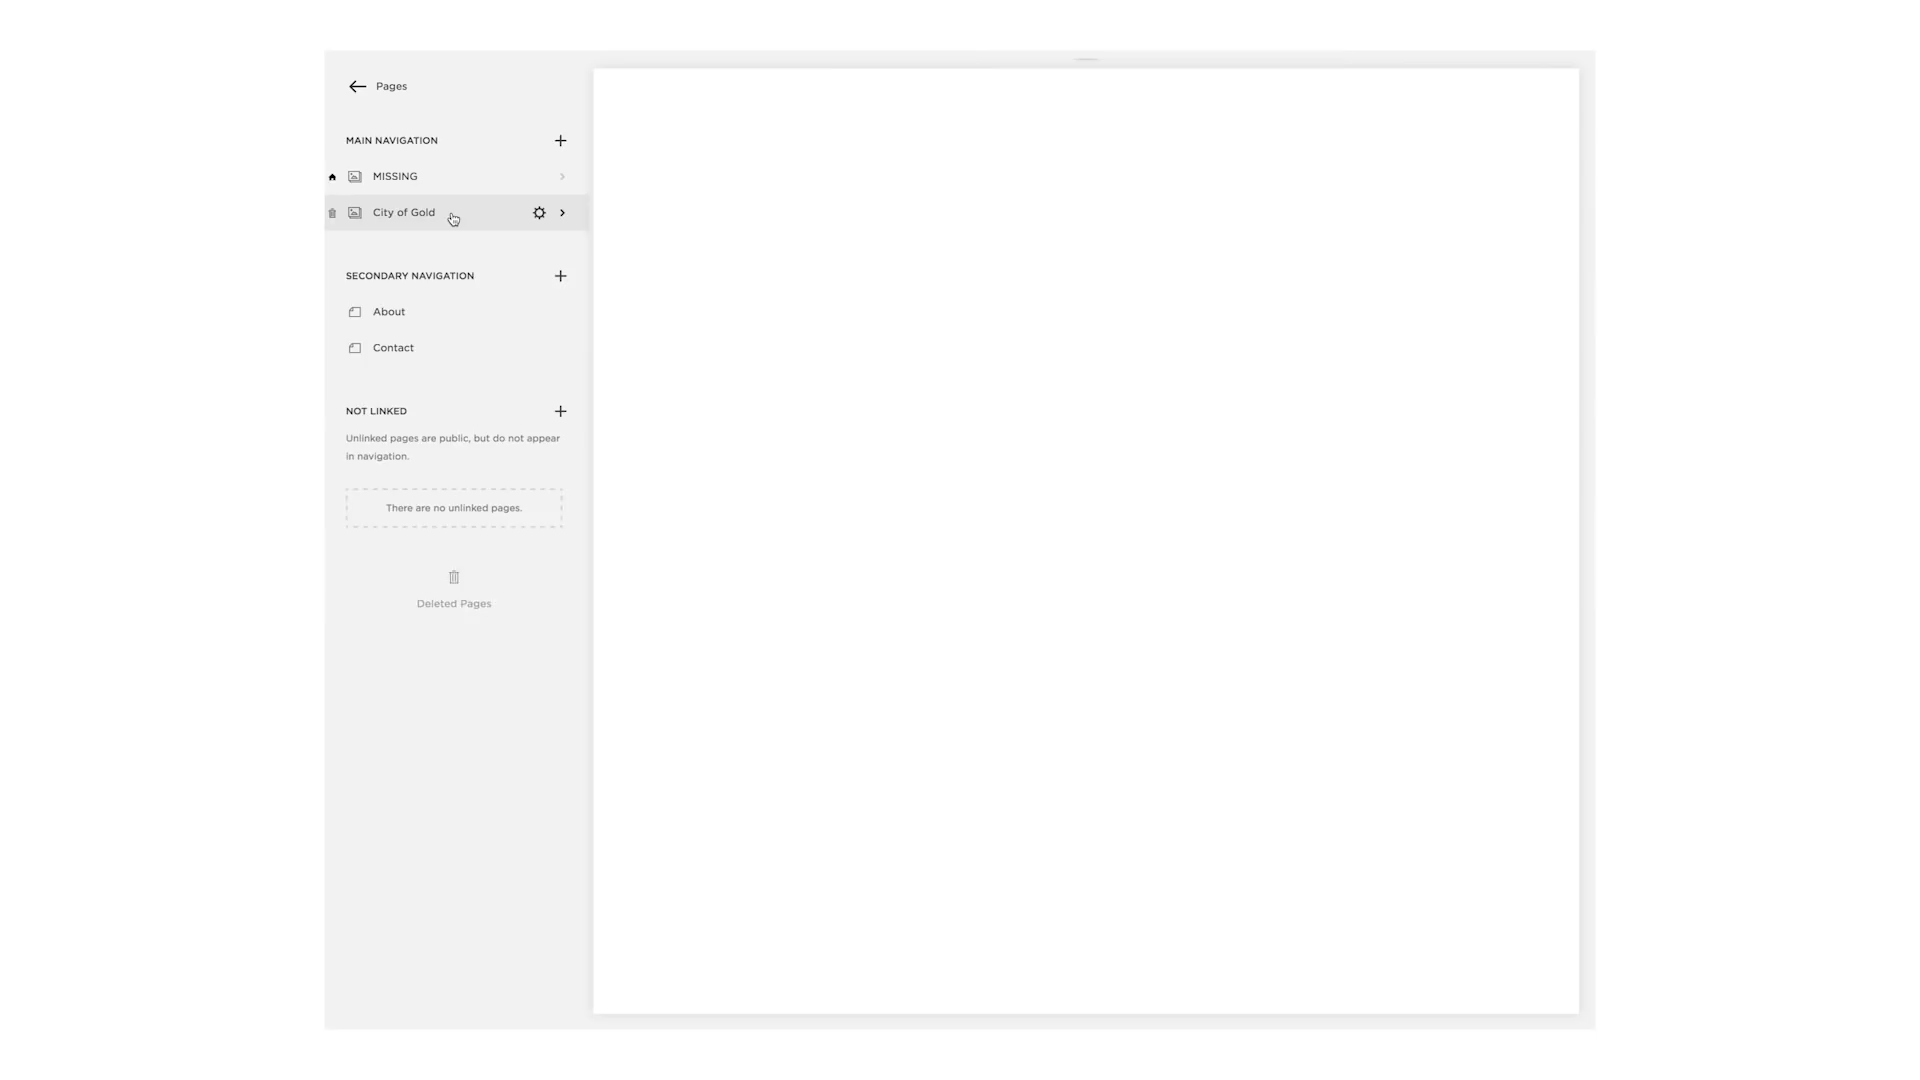 Pages
MAIN NAVIGATION
MISSING
City of Gold
SECONDARY NAVIGATION
About
Contact
NOT LINKED
Unlinked pages are public, but do not appear
in navigation.
There are no unlinked pages.
Deleted Pages